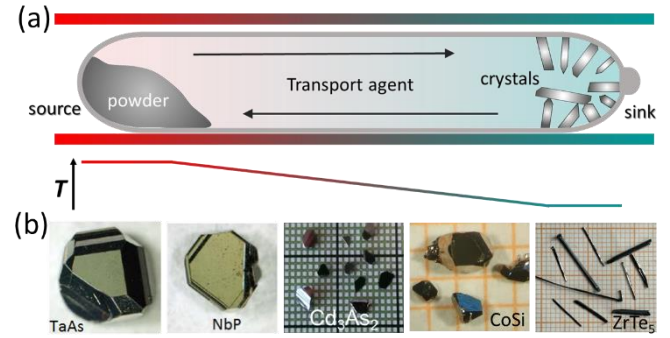 (a)
Transport agent
crystals
powder
source
sink
T
(b)
TaAs
NbP
Cd₃As₂
CoSi
ZrTe₅